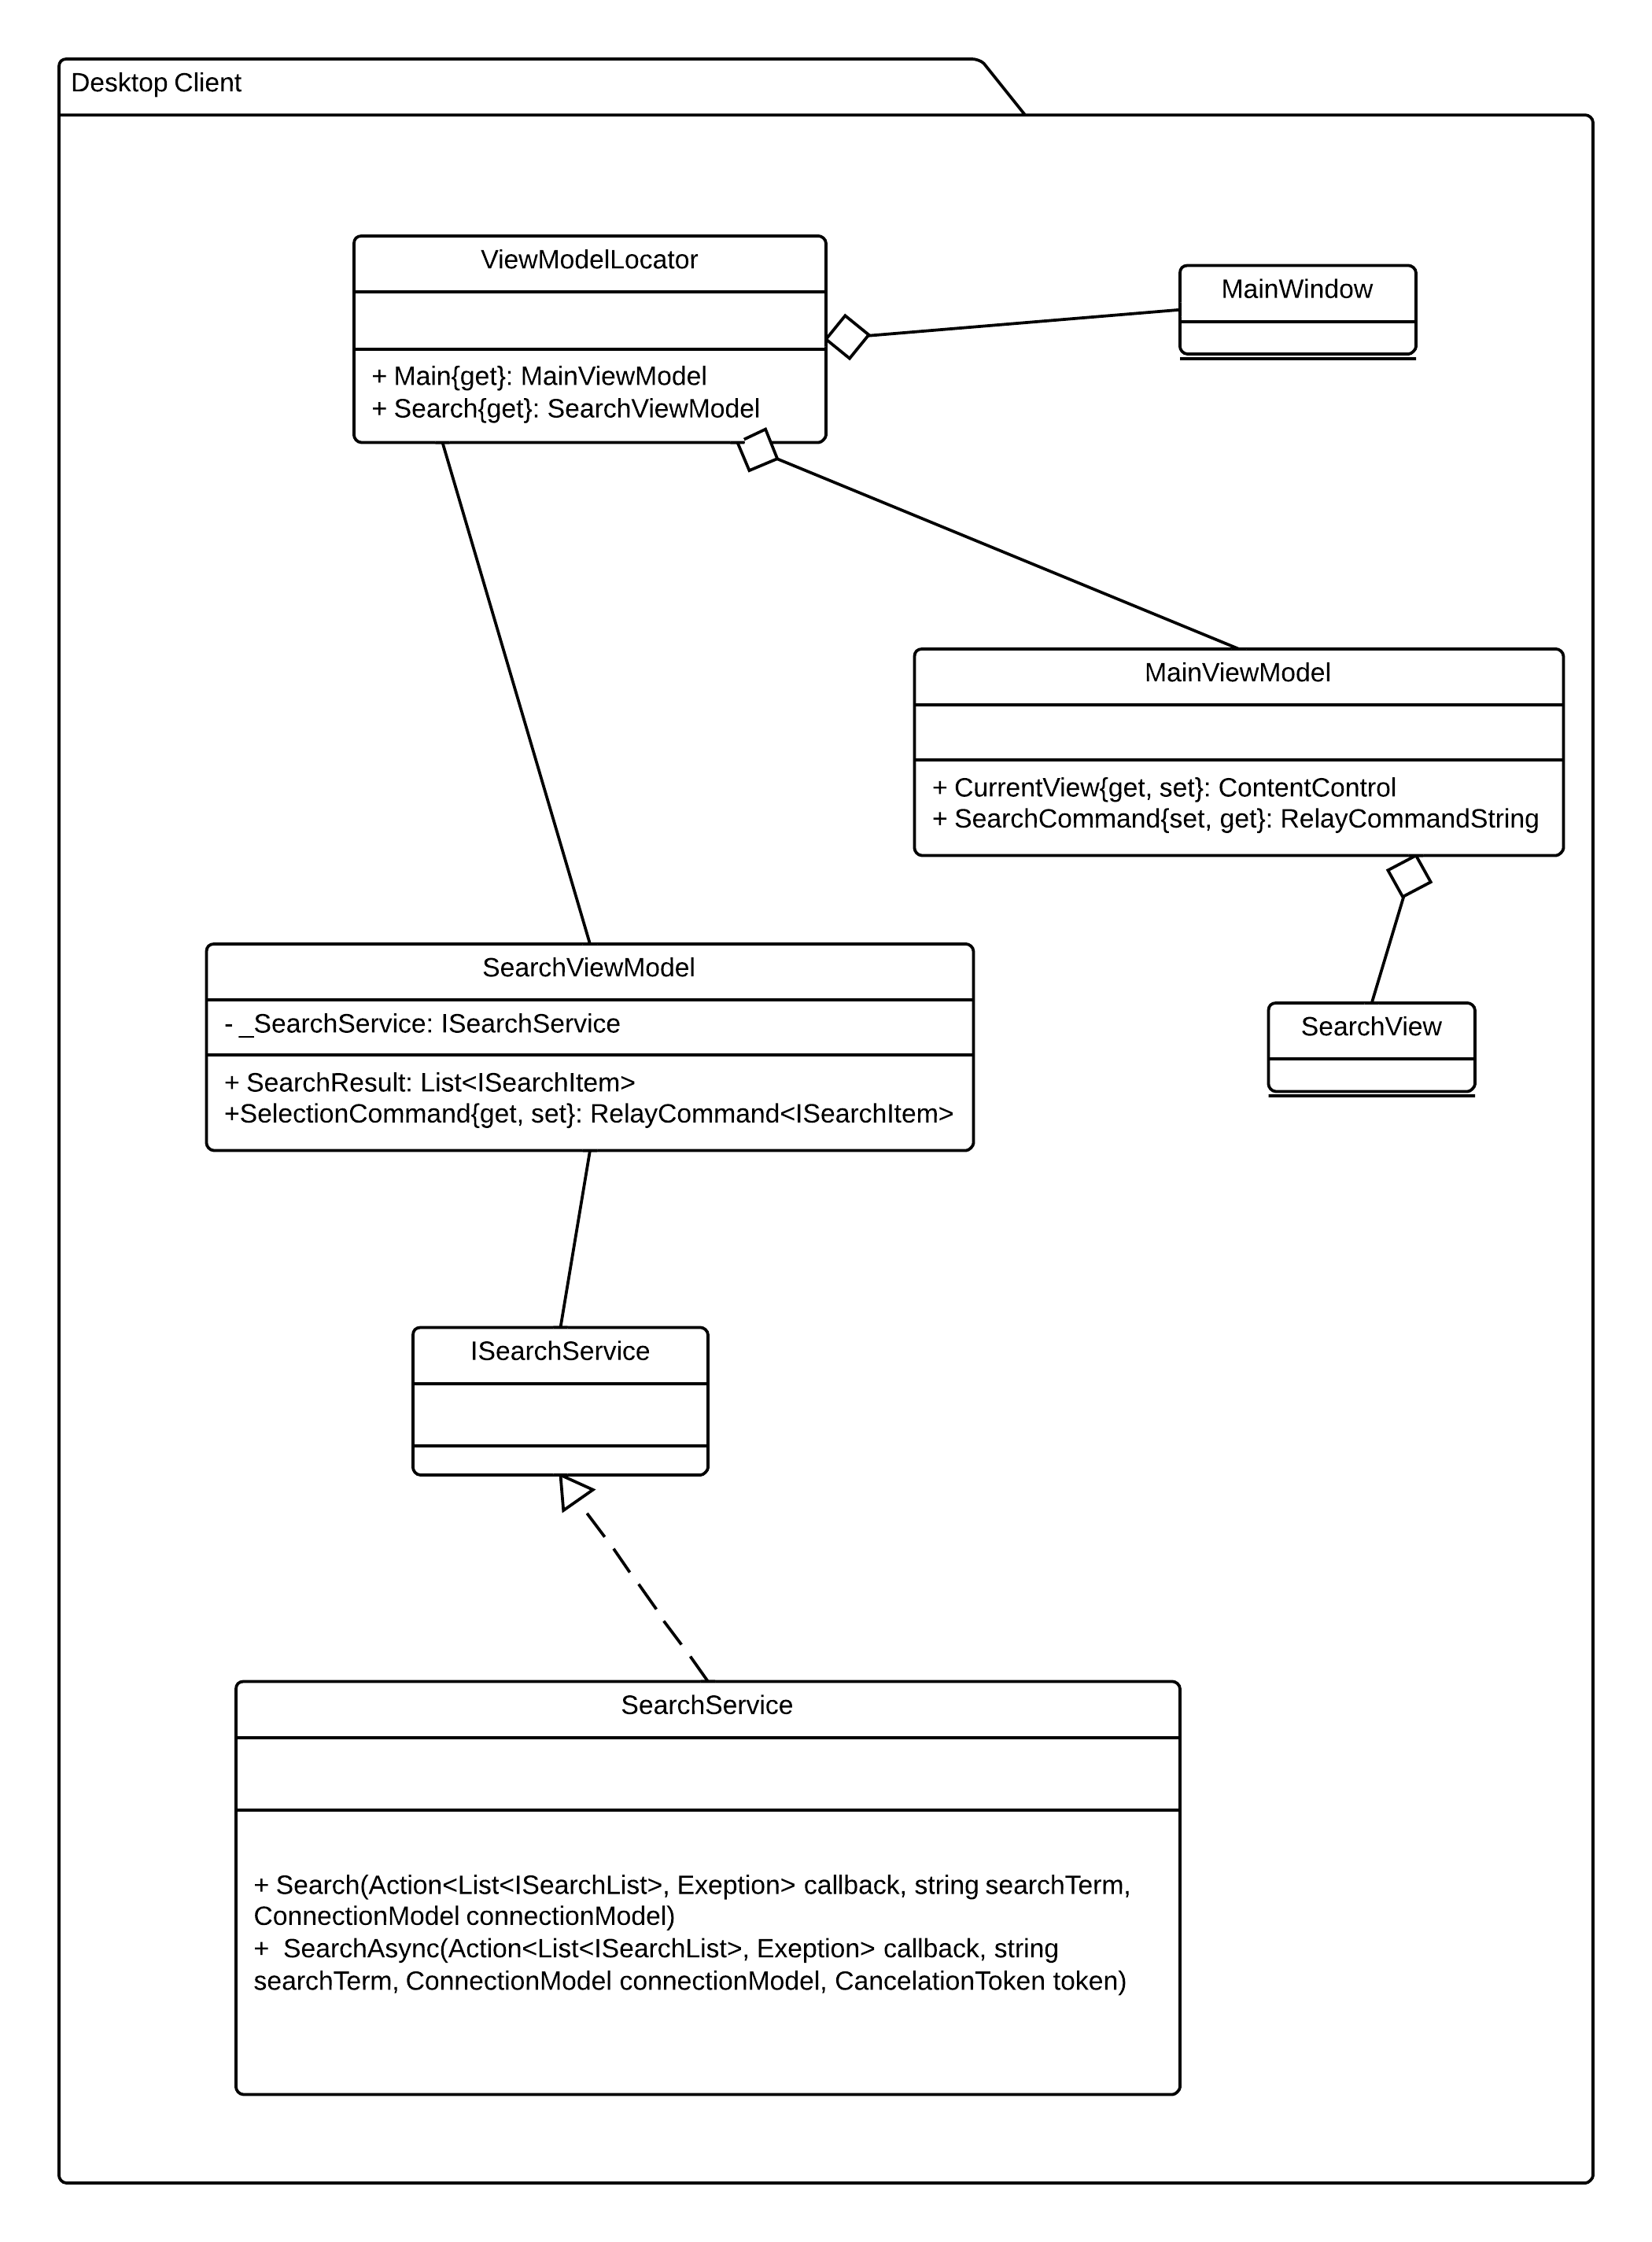 Desktop Client
ViewModelLocator
+ Main{get}: MainViewModel
+ Search{get}: SearchViewModel
MainWindow
MainViewModel
+ CurrentView{get, set}: ContentControl
+ SearchCommand{set, get}: RelayCommandString
SearchViewModel
- _SearchService: ISearchService
+ SearchResult: List<ISearchItem>
+SelectionCommand{get, set}: RelayCommand<ISearchItem>
SearchView
ISearchService
SearchService
+ Search(Action<List<ISearchList>, Exeption> callback, string searchTerm,
ConnectionModel connectionModel)
+  SearchAsync(Action<List<ISearchList>, Exeption> callback, string
searchTerm, ConnectionModel connectionModel, CancelationToken token)